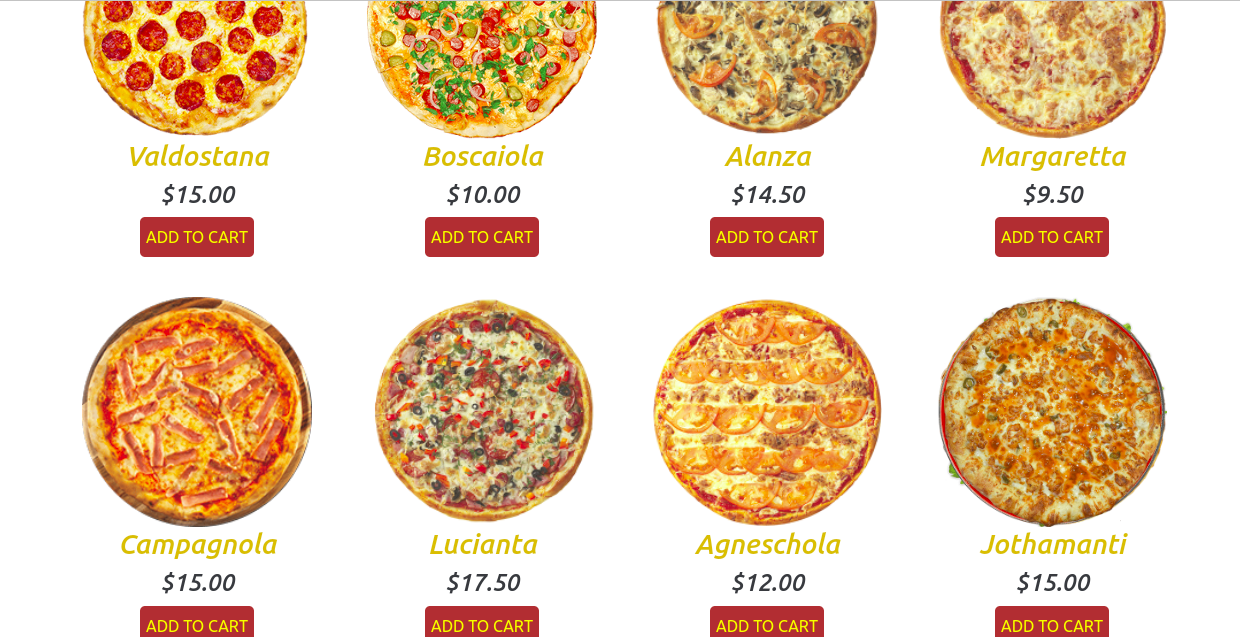 Valdostana Boscaiola Alanza Margaretta
$15.00 $10.00 $14.50 $9.50
ADD TO CART ADD TO CART ADD TO CART ADD TO CART
Campagnola Lucianta Agneschola Jothamanti
$15.00 $17.50 $12.00 $15.00
ADD TO CART ADD TO CART ADD TO CART ADD TO CART